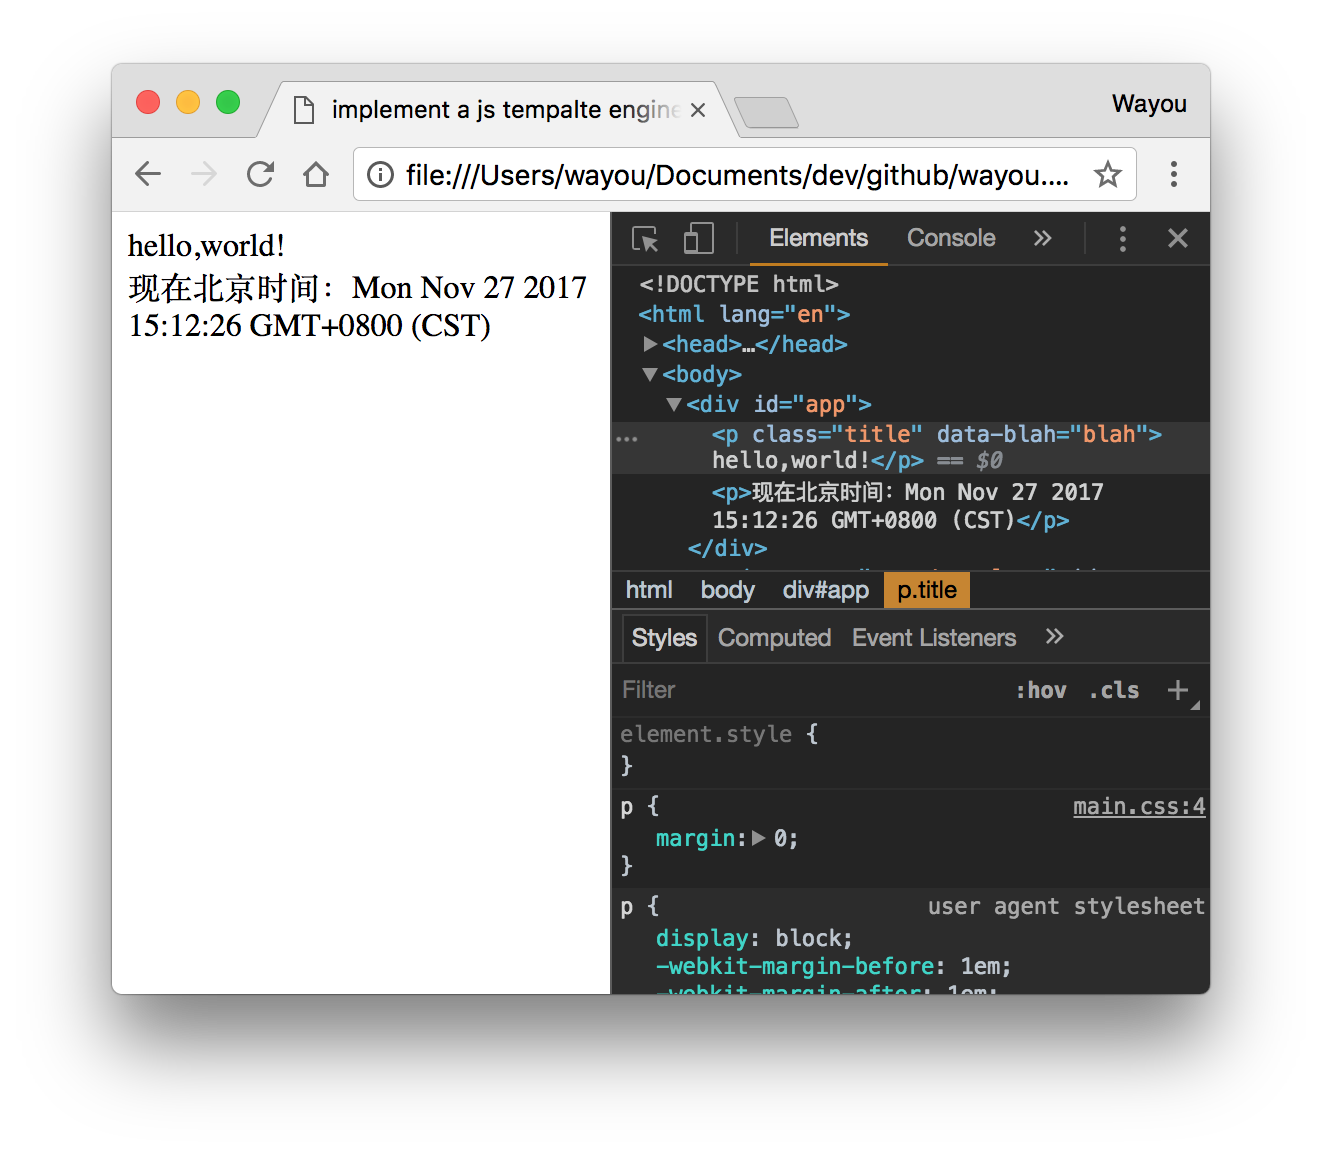 implement a js tempalte engine
Wayou
file:///Users/wayou/Documents/dev/github/wayou....
hello,world!
现在北京时间：Mon Nov 27 2017
15:12:26 GMT+0800 (CST)
Elements Console
<!DOCTYPE html>
<html lang="en">
<head>…</head>
<body>
<div id="app">
<p class="title" data-blah="blah">
hello,world!</p> == $0
<p>现在北京时间：Mon Nov 27 2017
15:12:26 GMT+0800 (CST)</p>
</div>
html body div#app p.title
Styles Computed Event Listeners
Filter :hov .cls +
element.style {
}
p { main.css:4
margin: 0;
}
p { user agent stylesheet
display: block;
-webkit-margin-before: 1em;
-webkit-margin-after: 1em;